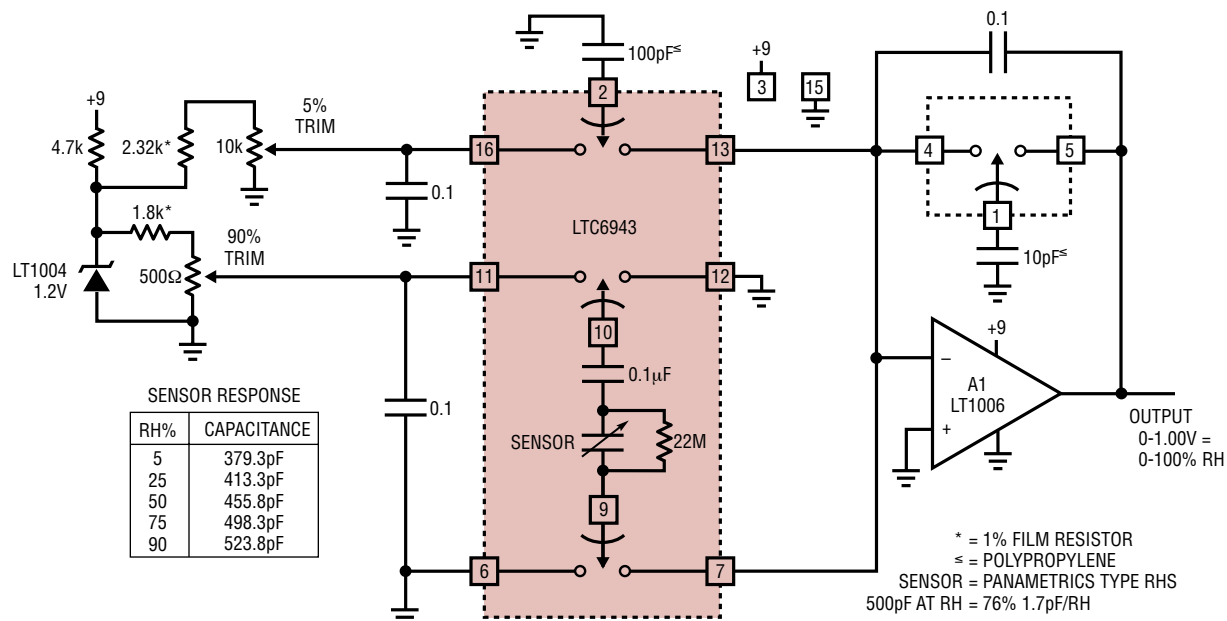 0.1
100pF≤
+9
3
15
2
+9
4.7k
2.32k*
10k
5%
TRIM
16
13
4
5
0.1
1
1.8k*
LTC6943
10pF≤
90%
TRIM
LT1004
1.2V
500Ω
11
12
10
+9
0.1µF
A1
LT1006
–
+
0.1
SENSOR
22M
OUTPUT
0-1.00V =
0-100% RH
9
6
7
SENSOR RESPONSE
RH% CAPACITANCE
5 379.3pF
25 413.3pF
50 455.8pF
75 498.3pF
90 523.8pF
* = 1% FILM RESISTOR
≤ = POLYPROPYLENE
SENSOR = PANAMETRICS TYPE RHS
500pF AT RH = 76% 1.7pF/RH